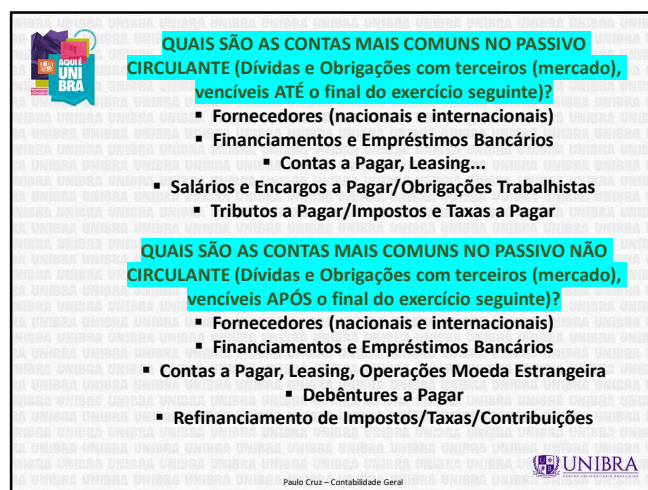 AQUI É
UNI
BRA
QUAIS SÃO AS CONTAS MAIS COMUNS NO PASSIVO
CIRCULANTE (Dívidas e Obrigações com terceiros (mercado),
vencíveis ATÉ o final do exercício seguinte)?
▪ Fornecedores (nacionais e internacionais)
▪ Financiamentos e Empréstimos Bancários
▪ Contas a Pagar, Leasing...
▪ Salários e Encargos a Pagar/Obrigações Trabalhistas
▪ Tributos a Pagar/Impostos e Taxas a Pagar
QUAIS SÃO AS CONTAS MAIS COMUNS NO PASSIVO NÃO
CIRCULANTE (Dívidas e Obrigações com terceiros (mercado),
vencíveis APÓS o final do exercício seguinte)?
▪ Fornecedores (nacionais e internacionais)
▪ Financiamentos e Empréstimos Bancários
▪ Contas a Pagar, Leasing, Operações Moeda Estrangeira
▪ Debêntures a Pagar
▪ Refinanciamento de Impostos/Taxas/Contribuições
UNIBRA
Paulo Cruz – Contabilidade Geral